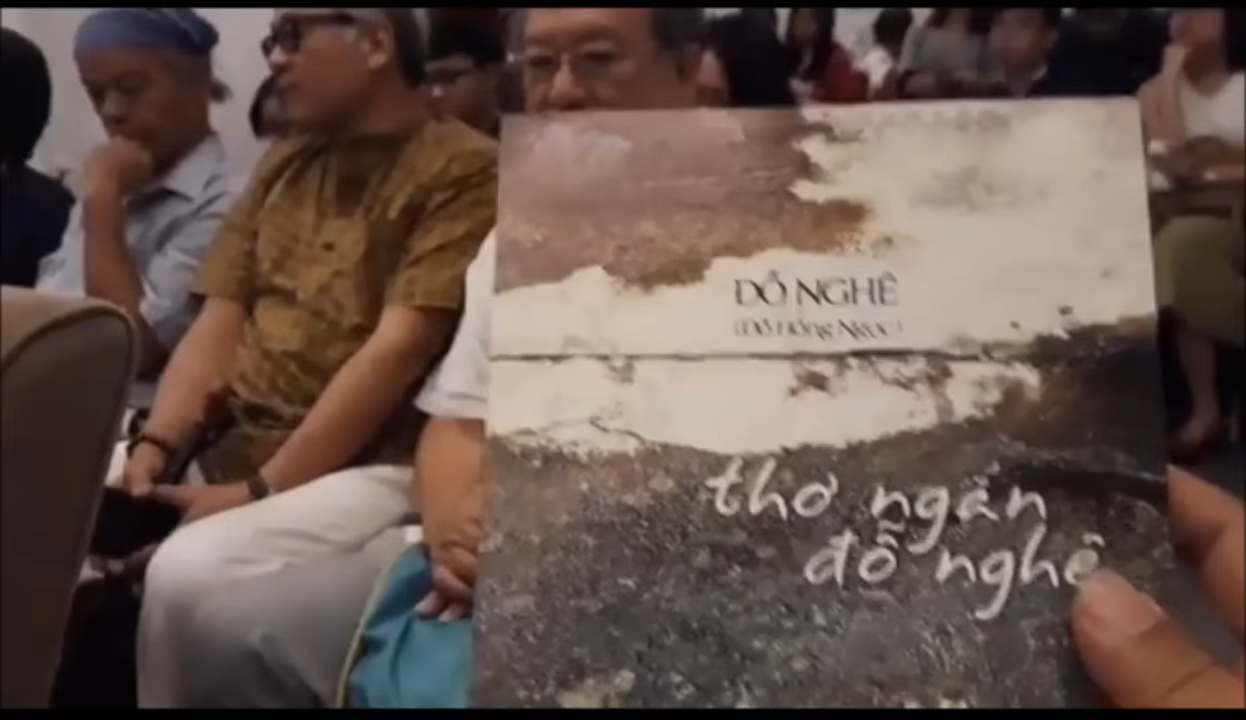 ĐỖ NGHÊ
(Đỗ Hồng Ngọc)
thơ ngắn
đỗ nghê